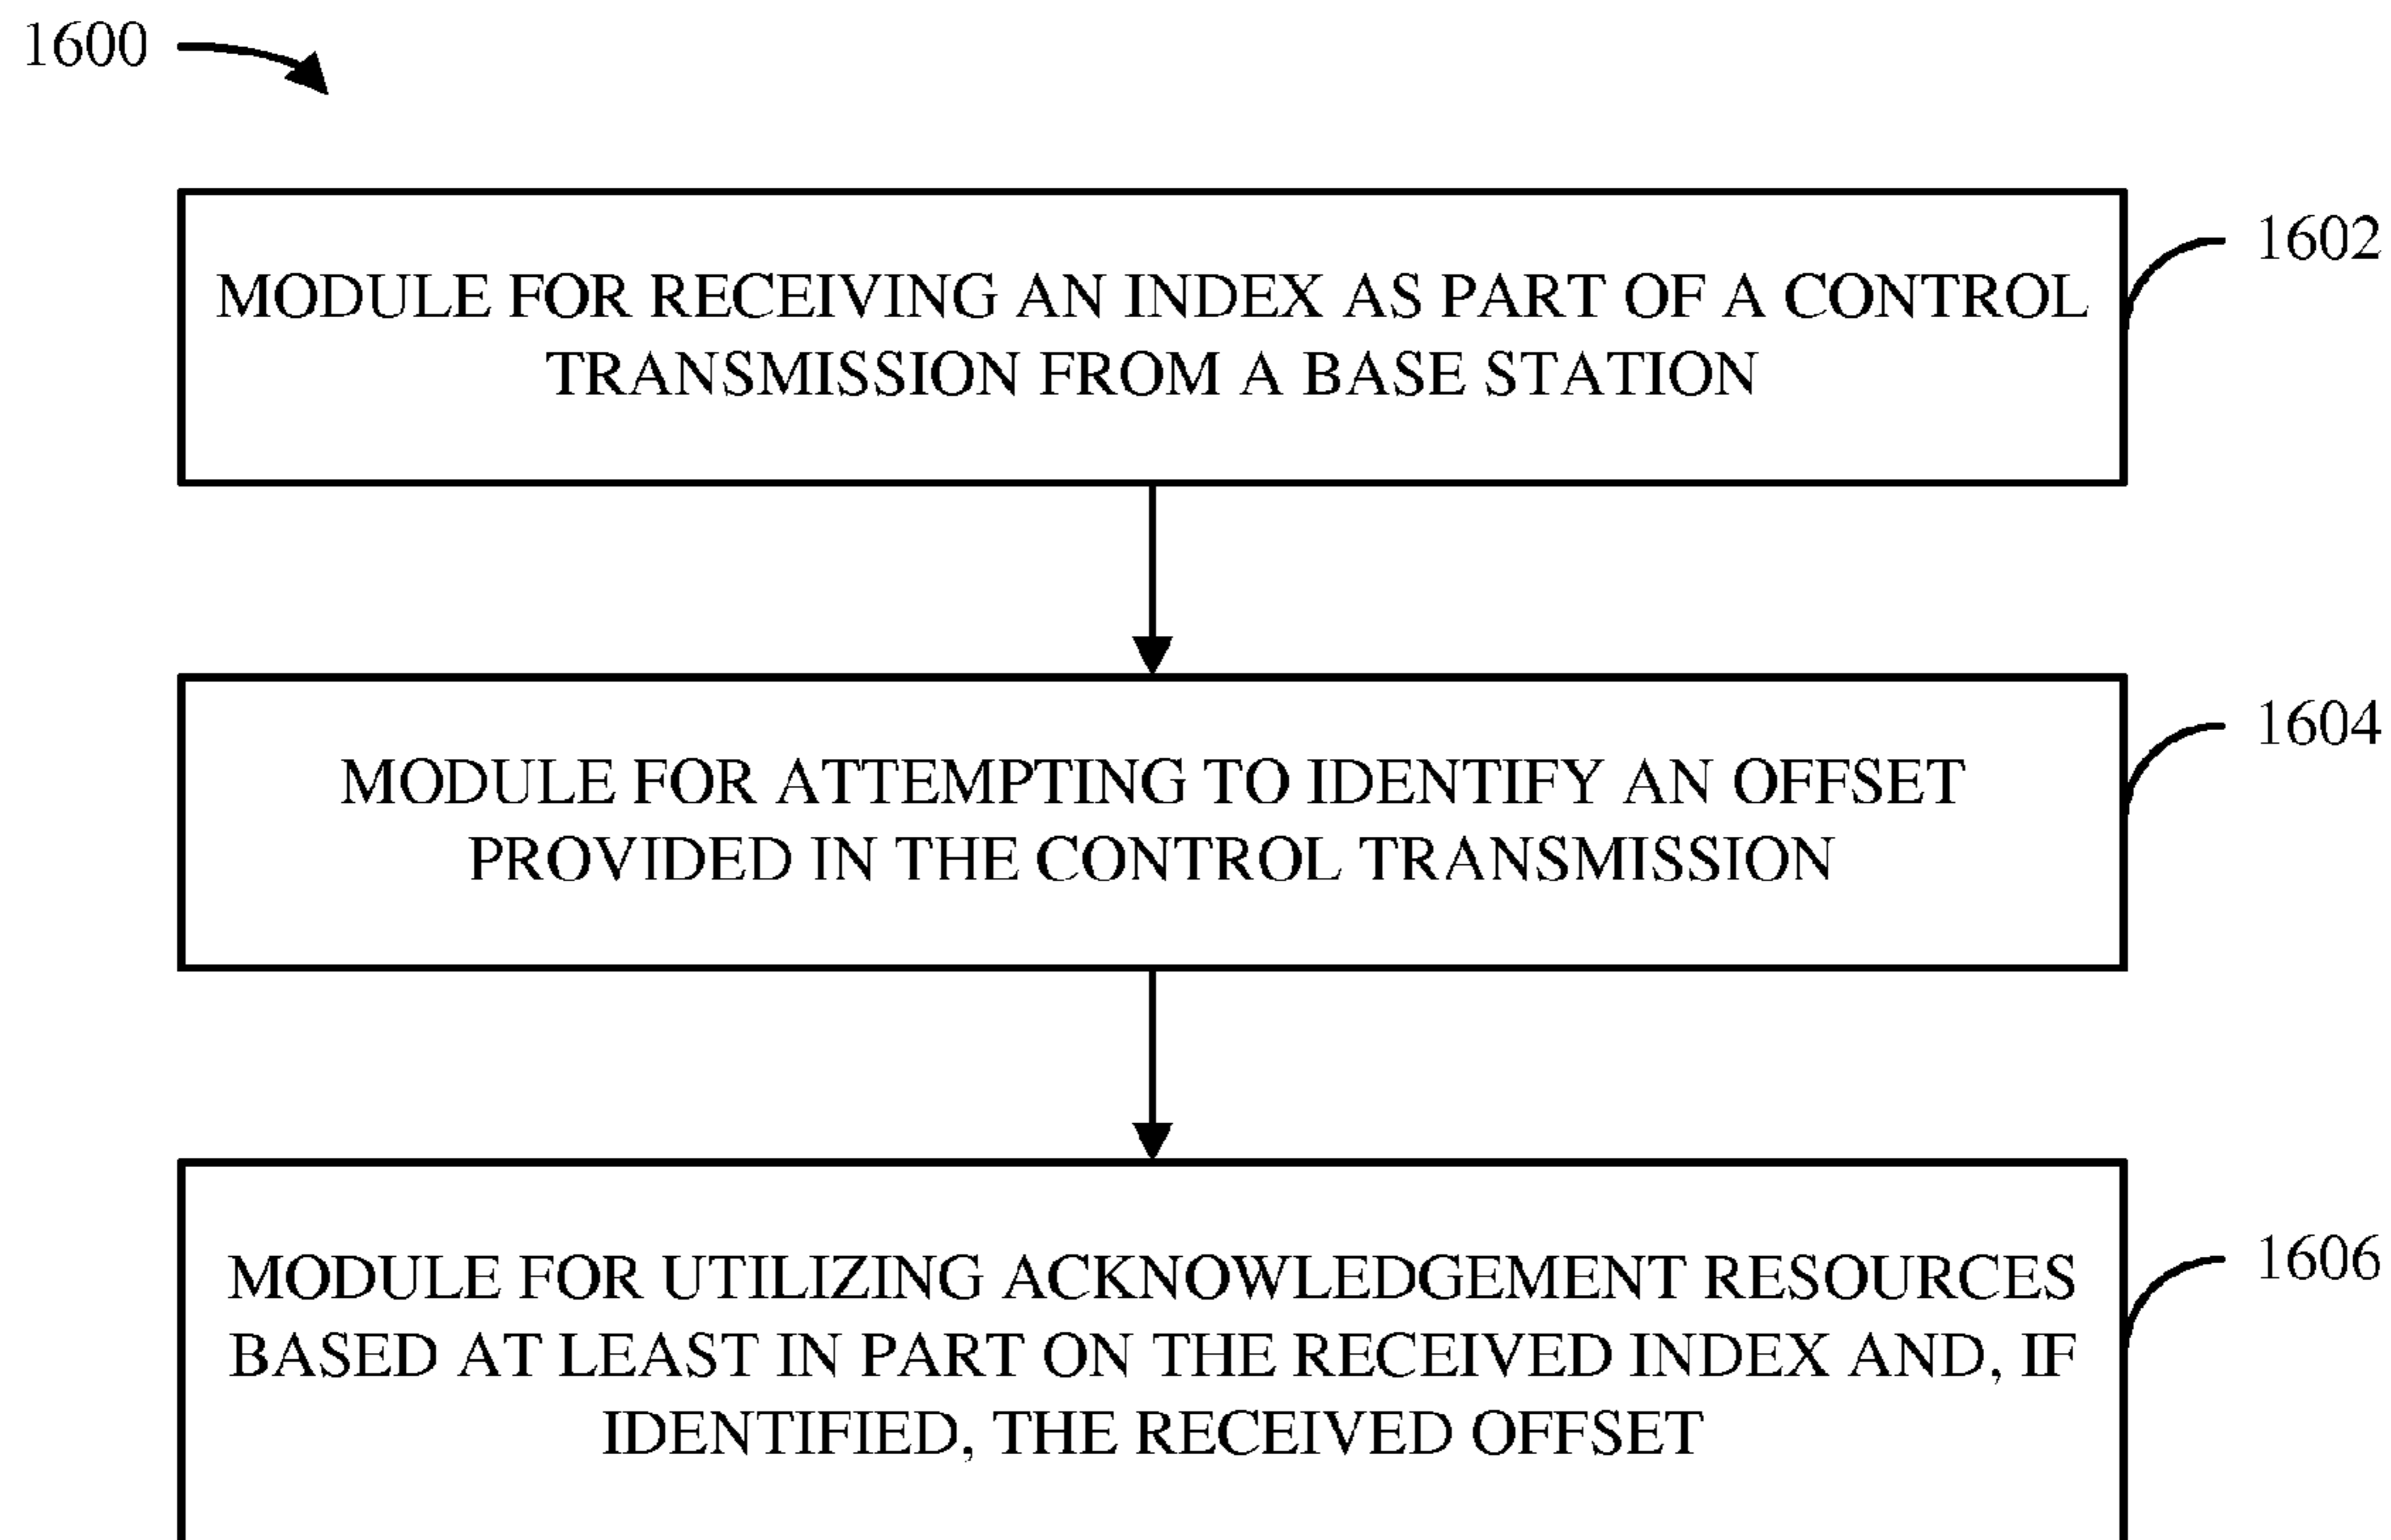 1600
MODULE FOR RECEIVING AN INDEX AS PART OF A CONTROL
TRANSMISSION FROM A BASE STATION
1602
MODULE FOR ATTEMPTING TO IDENTIFY AN OFFSET
PROVIDED IN THE CONTROL TRANSMISSION
1604
MODULE FOR UTILIZING ACKNOWLEDGEMENT RESOURCES
BASED AT LEAST IN PART ON THE RECEIVED INDEX AND, IF
IDENTIFIED, THE RECEIVED OFFSET
1606